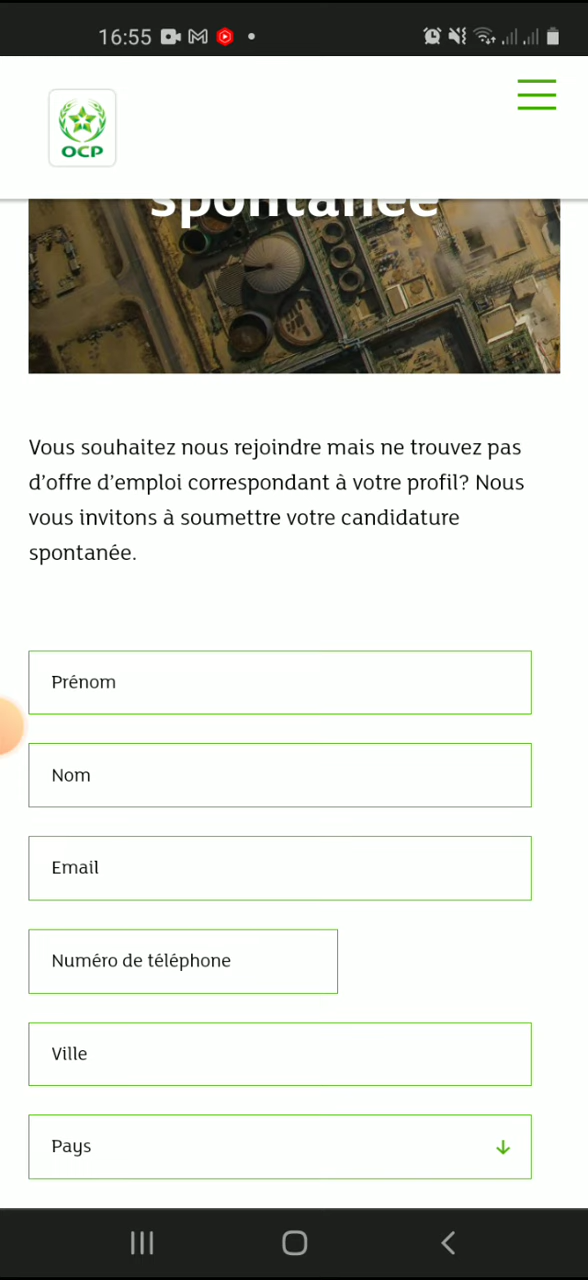 16:55
OCP
spontanée
Vous souhaitez nous rejoindre mais ne trouvez pas
d’offre d’emploi correspondant à votre profil? Nous
vous invitons à soumettre votre candidature
spontanée.
Prénom
Nom
Email
Numéro de téléphone
Ville
Pays